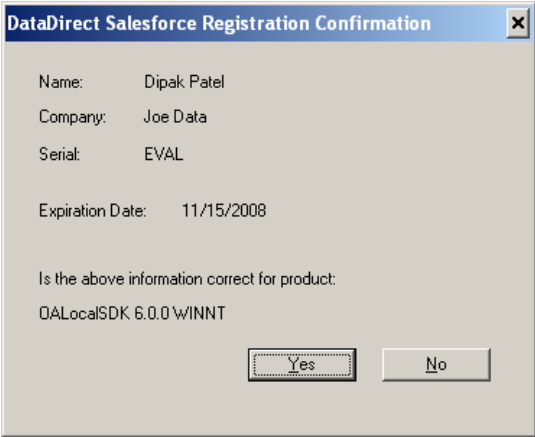 DataDirect Salesforce Registration Confirmation
Name: Dipak Patel
Company: Joe Data
Serial: EVAL
Expiration Date: 11/15/2008
Is the above information correct for product:
OALocalSDK 6.0.0 WINNT
Yes No